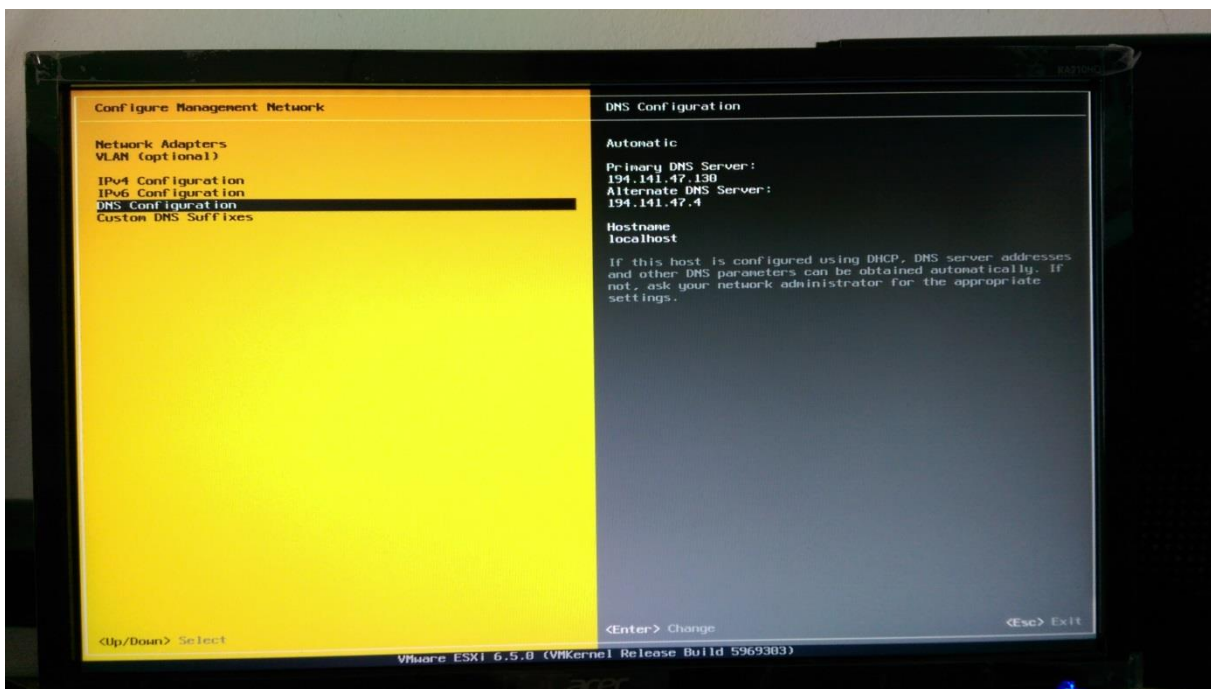 Configure Management Network
Network Adapters
VLAN (optional)
IPv4 Configuration
IPv6 Configuration
DNS Configuration
Custom DNS Suffixes
<Up/Down> Select
DNS Configuration
Automatic
Primary DNS Server:
194.141.47.130
Alternate DNS Server:
194.141.47.4
Hostname
localhost
If this host is configured using DHCP, DNS server addresses
and other DNS parameters can be obtained automatically. If
not, ask your network administrator for the appropriate
settings.
<Enter> Change
<Esc> Exit
VMware ESXi 6.5.0 (VMKernel Release Build 5969303)
acer